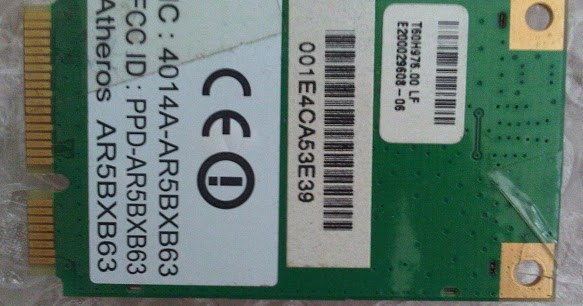 Atheros AR5BXB63
FCC ID : PPD-AR5BXB63
IC : 4014A-AR5BXB63
CE
001E4CA53E39
T60H976.00 LF
E200029608-06